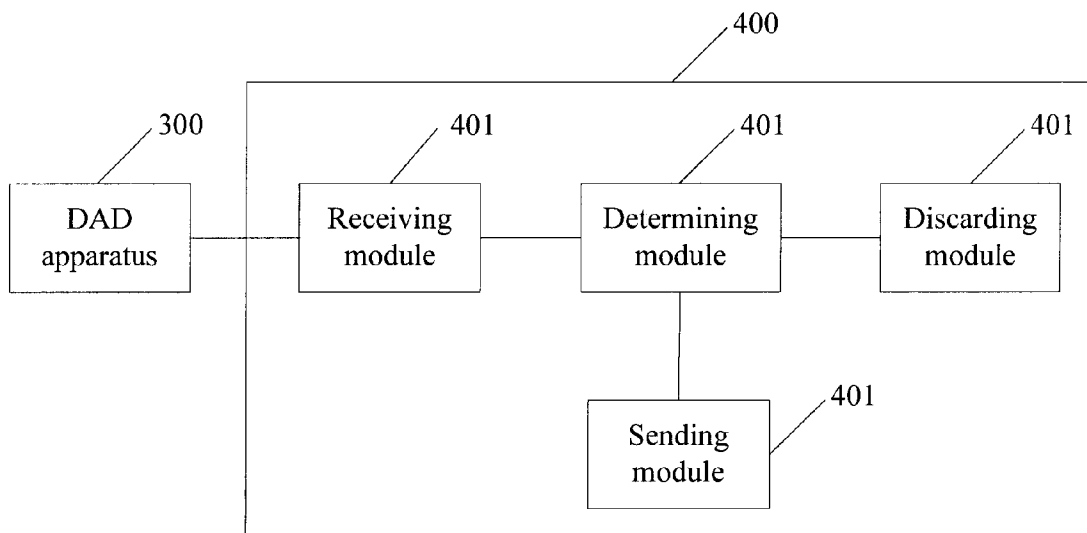 400
300
401
401
401
DAD
apparatus
Receiving
module
Determining
module
Discarding
module
401
Sending
module